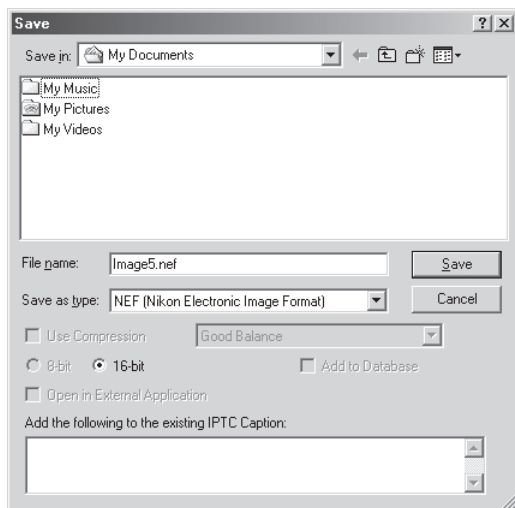 Save
Save in: My Documents
My Music
My Pictures
My Videos
File name: Image5.nef Save
Save as type: NEF (Nikon Electronic Image Format) Cancel
Use Compression Good Balance
8-bit 16-bit Add to Database
Open in External Application
Add the following to the existing IPTC Caption: